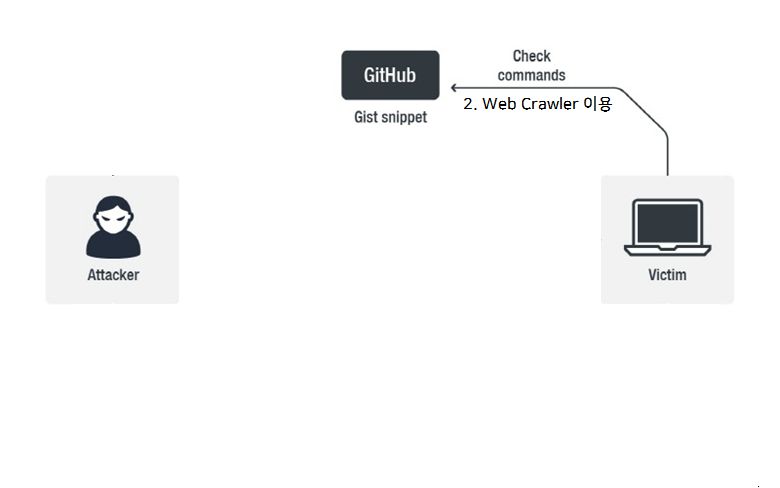 Check
commands
GitHub
2. Web Crawler 이용
Gist snippet
Attacker
Victim